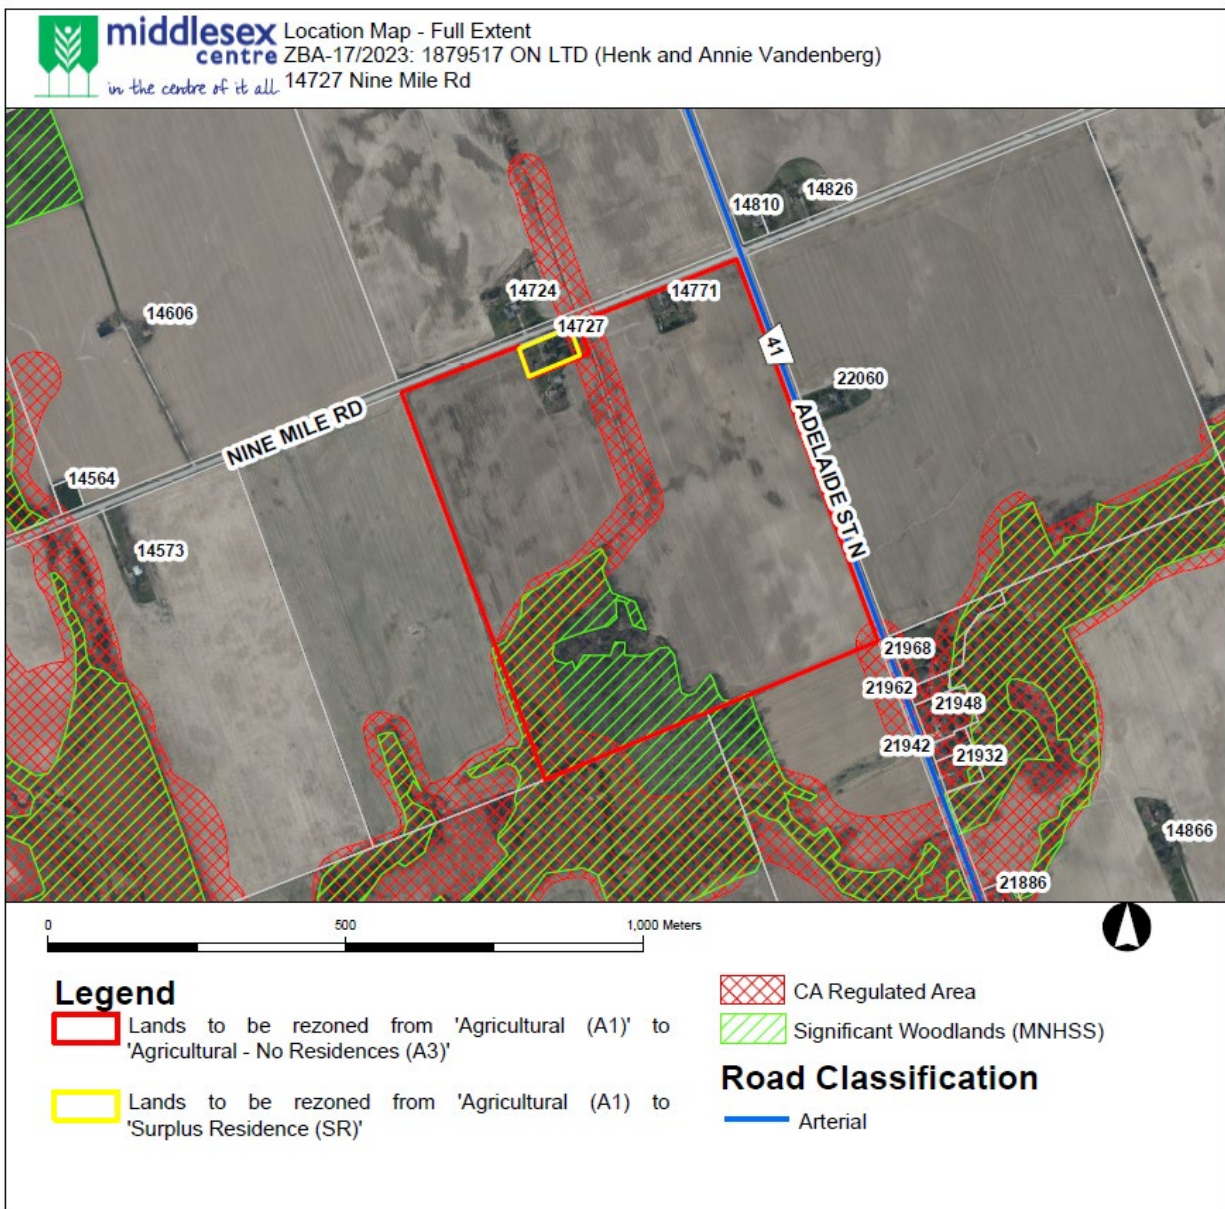 middlesex
centre
in the centre of it all
Location Map - Full Extent
ZBA-17/2023: 1879517 ON LTD (Henk and Annie Vandenberg)
14727 Nine Mile Rd
14826
14810
14724
14771
14606
14727
41
22060
NINE MILE RD
ADELAIDE ST N
14564
14573
21968
21962
21948
21942
21932
14866
21886
0 500 1,000 Meters
Legend
Lands to be rezoned from 'Agricultural (A1)' to
'Agricultural - No Residences (A3)'
Lands to be rezoned from 'Agricultural (A1) to
'Surplus Residence (SR)'
CA Regulated Area
Significant Woodlands (MNHSS)
Road Classification
Arterial